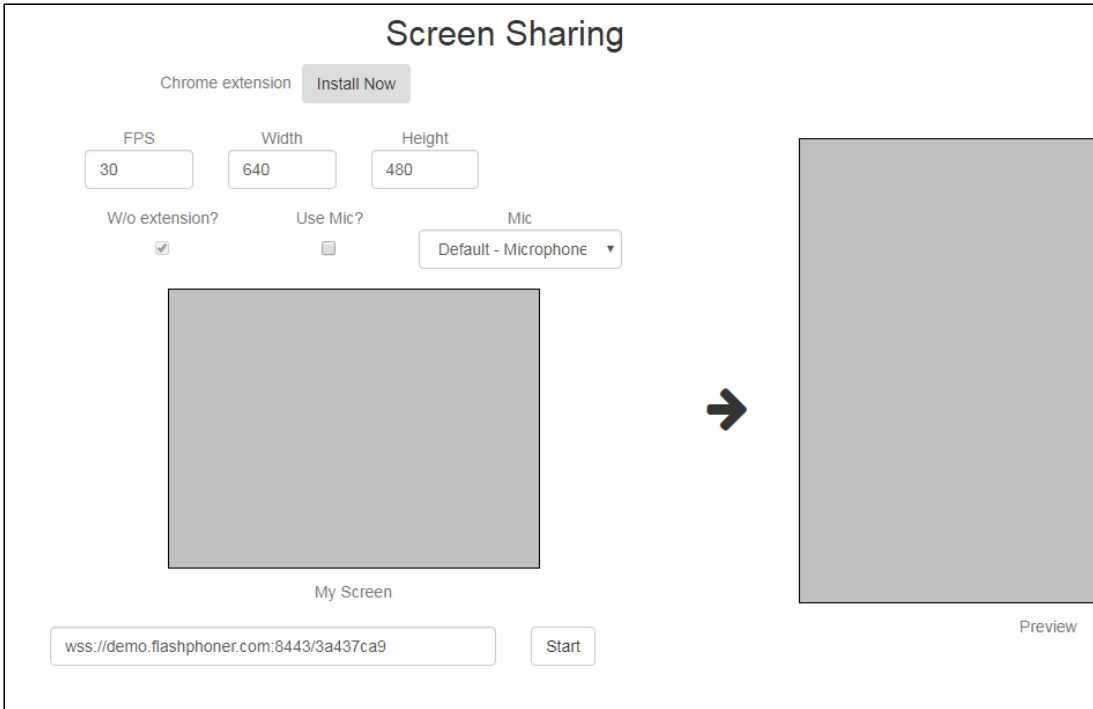 Screen Sharing
Chrome extension Install Now
FPS Width Height
30 640 480
W/o extension? Use Mic? Mic
Default - Microphone
My Screen
Preview
wss://demo.flashphoner.com:8443/3a437ca9 Start